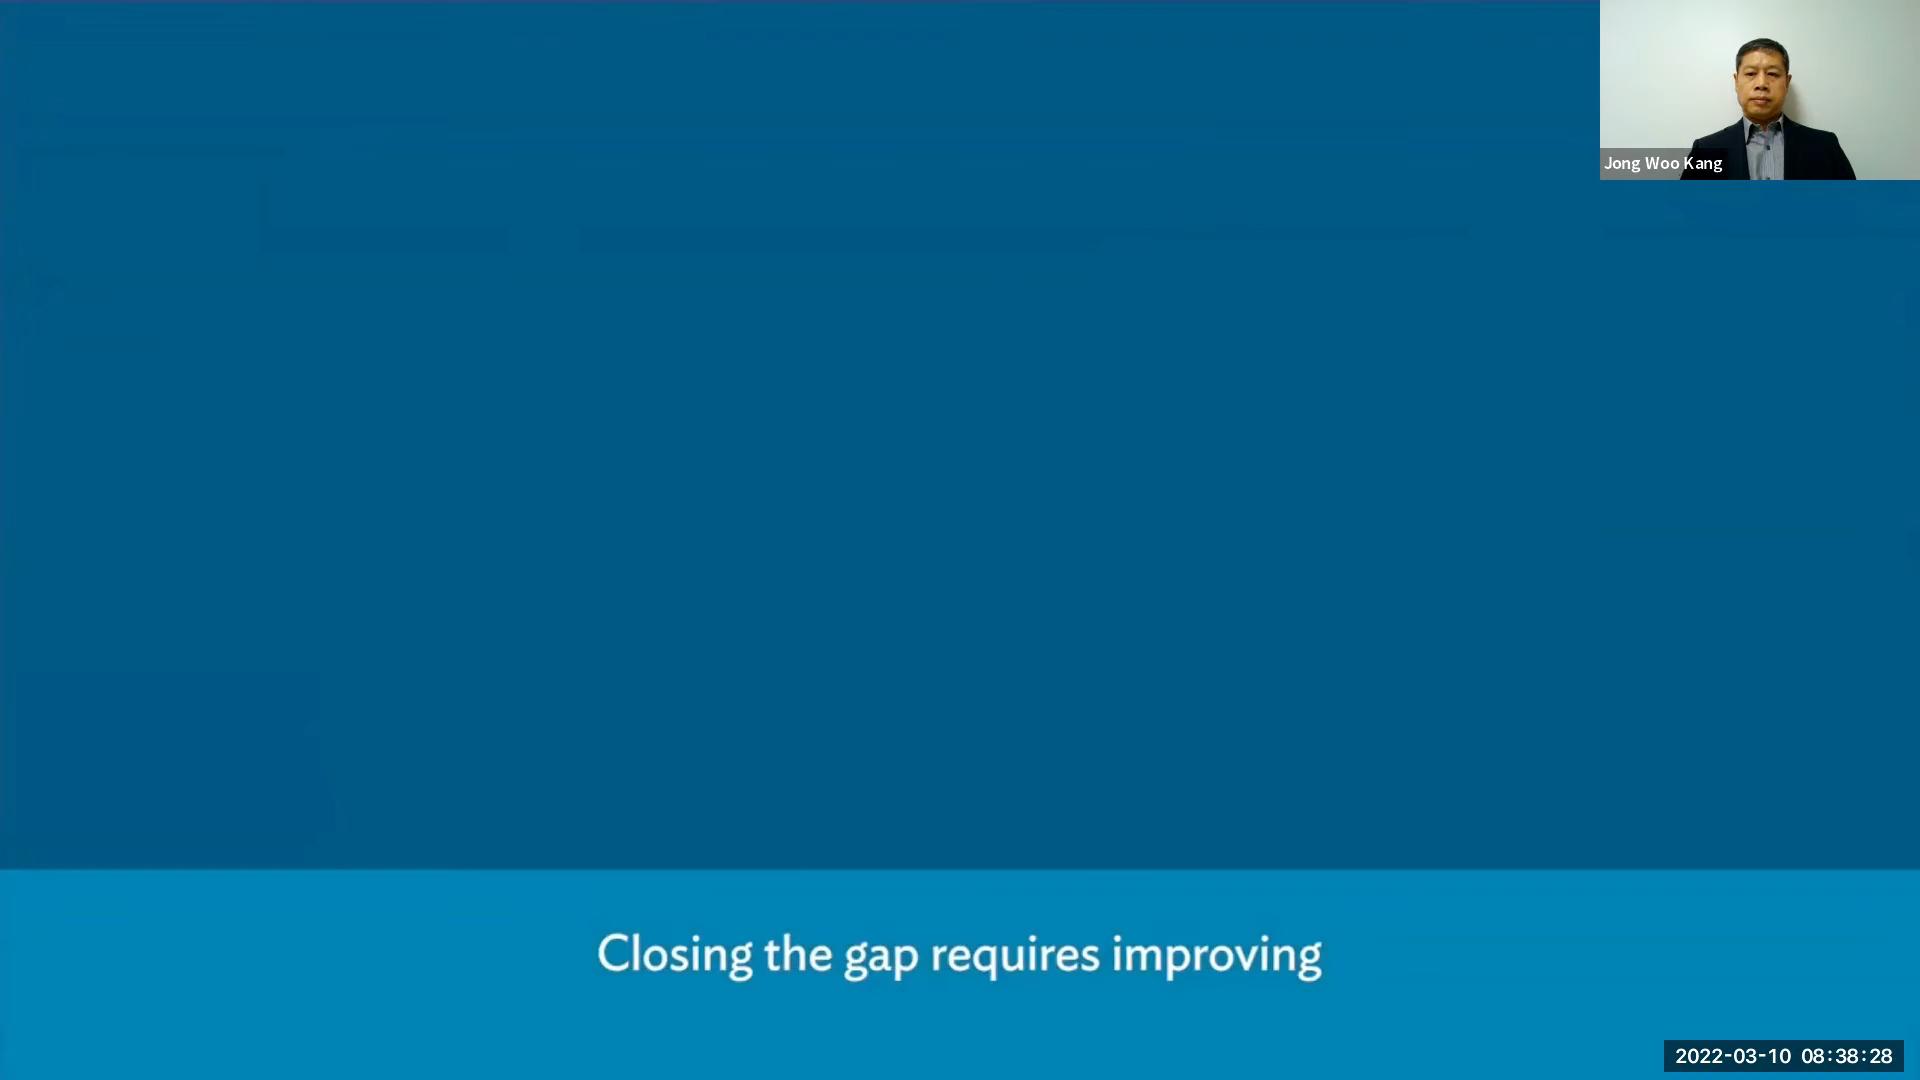 Jong Woo Kang
Closing the gap requires improving
2022-03-10 08:38:28